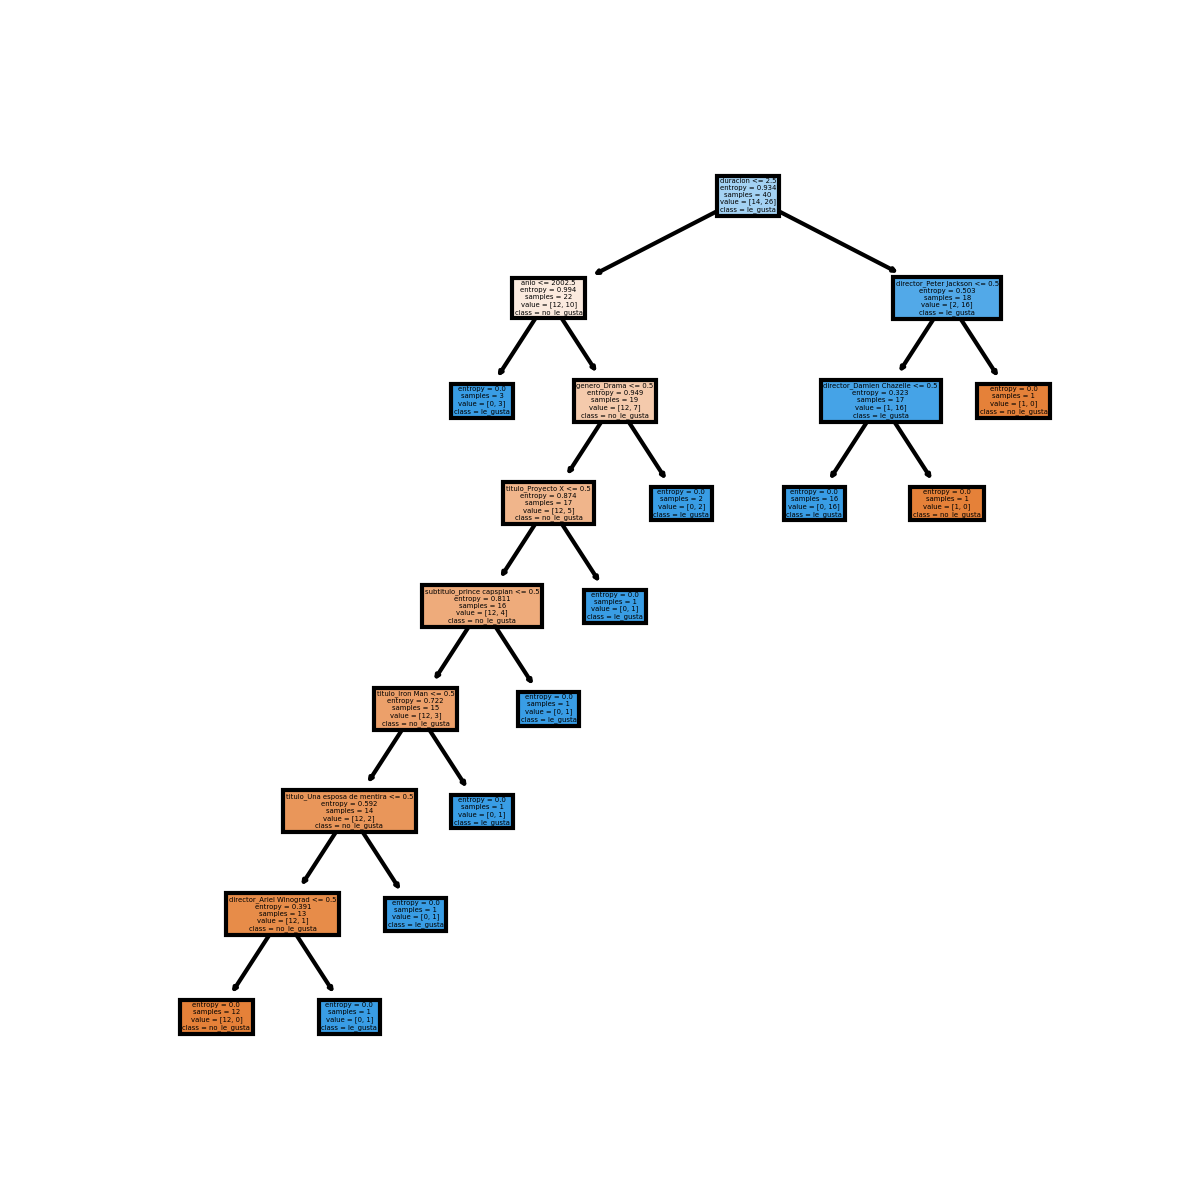 duracion <= 2.5
entropy = 0.934
samples = 40
value = [14, 26]
class = le_gusta
anio <= 2002.5
entropy = 0.994
samples = 22
value = [12, 10]
class = no_le_gusta
director_Peter Jackson <= 0.5
entropy = 0.503
samples = 18
value = [2, 16]
class = le_gusta
entropy = 0.0
samples = 3
value = [0, 3]
class = le_gusta
genero_Drama <= 0.5
entropy = 0.949
samples = 19
value = [12, 7]
class = no_le_gusta
director_Damien Chazelle <= 0.5
entropy = 0.323
samples = 17
value = [1, 16]
class = le_gusta
entropy = 0.0
samples = 1
value = [1, 0]
class = no_le_gusta
titulo_Proyecto X <= 0.5
entropy = 0.874
samples = 17
value = [12, 5]
class = no_le_gusta
entropy = 0.0
samples = 2
value = [0, 2]
class = le_gusta
entropy = 0.0
samples = 16
value = [0, 16]
class = le_gusta
entropy = 0.0
samples = 1
value = [1, 0]
class = no_le_gusta
subtitulo_prince capspian <= 0.5
entropy = 0.811
samples = 16
value = [12, 4]
class = no_le_gusta
entropy = 0.0
samples = 1
value = [0, 1]
class = le_gusta
titulo_Iron Man <= 0.5
entropy = 0.722
samples = 15
value = [12, 3]
class = no_le_gusta
entropy = 0.0
samples = 1
value = [0, 1]
class = le_gusta
titulo_Una esposa de mentira <= 0.5
entropy = 0.592
samples = 14
value = [12, 2]
class = no_le_gusta
entropy = 0.0
samples = 1
value = [0, 1]
class = le_gusta
director_Ariel Winograd <= 0.5
entropy = 0.391
samples = 13
value = [12, 1]
class = no_le_gusta
entropy = 0.0
samples = 1
value = [0, 1]
class = le_gusta
entropy = 0.0
samples = 12
value = [12, 0]
class = no_le_gusta
entropy = 0.0
samples = 1
value = [0, 1]
class = le_gusta